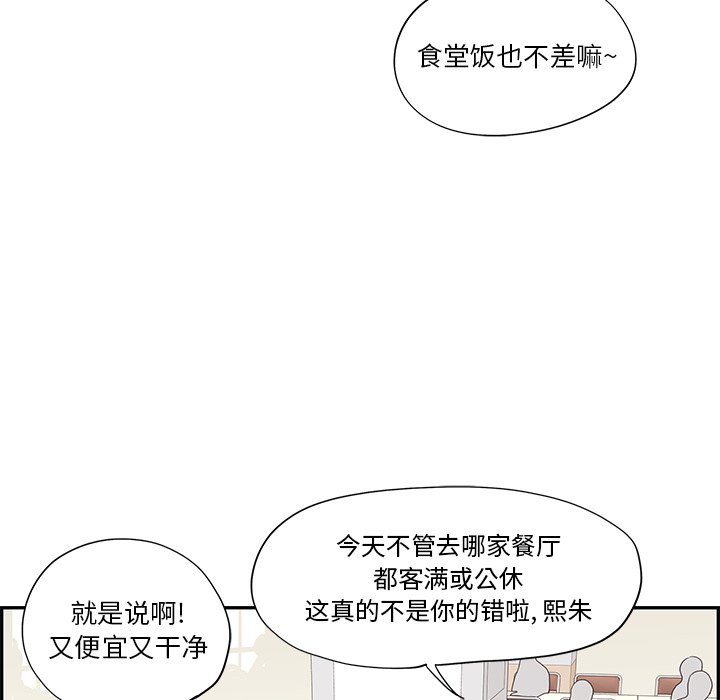 食堂饭也不差嘛~
今天不管去哪家餐厅
都客满或公休
这真的不是你的错啦, 熙朱
就是说啊!
又便宜又干净